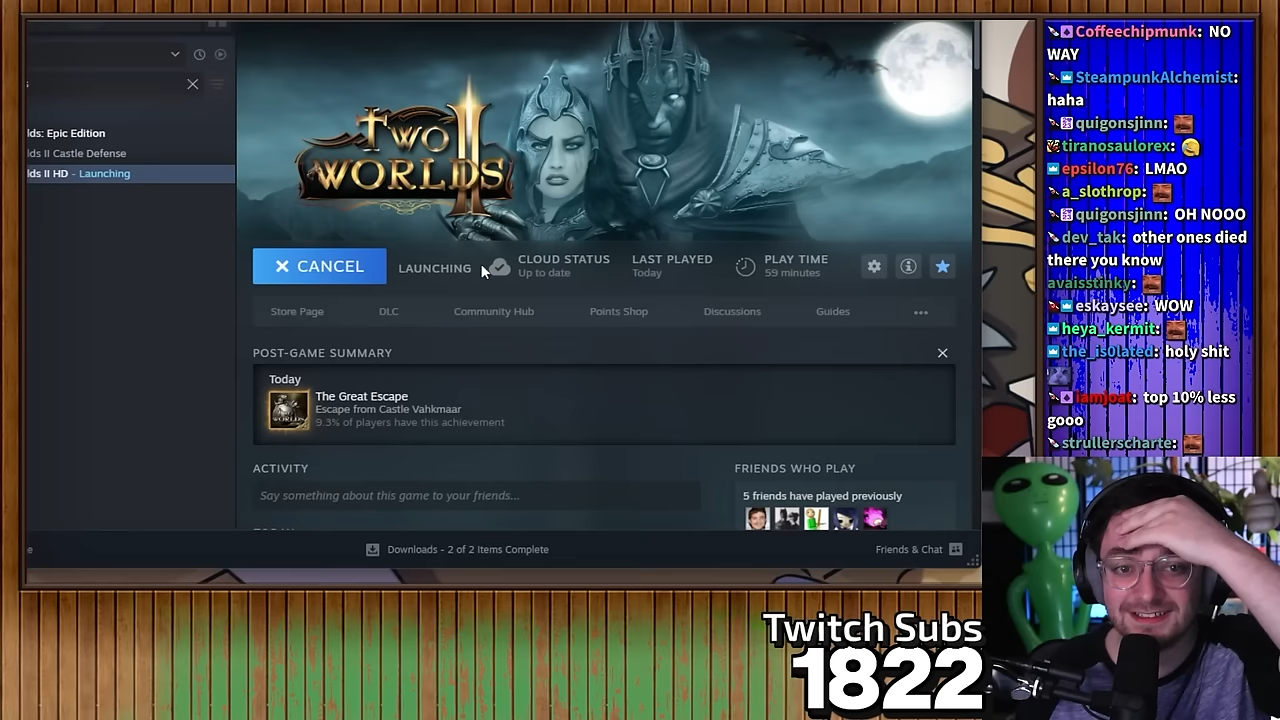 lds: Epic Edition
lds II Castle Defense
lds II HD - Launching
TWO
WORLDS II
CANCEL
LAUNCHING
CLOUD STATUS
Up to date
LAST PLAYED
Today
PLAY TIME
59 minutes
Store Page
DLC
Community Hub
Points Shop
Discussions
Guides
POST-GAME SUMMARY
Today
The Great Escape
Escape from Castle Vahkmaar
9.3% of players have this achievement
ACTIVITY
Say something about this game to your friends...
FRIENDS WHO PLAY
5 friends have played previously
Downloads - 2 of 2 Items Complete
Friends & Chat
Coffeechipmunk: NO
WAY
SteampunkAlchemist:
haha
quigonsjinn:
tiranosaulorex:
epsilon76: LMAO
a_slothrop:
quigonsjinn: OH NOOO
dev_tak: other ones died
there you know
avaisstinky:
eskaysee: WOW
heya_kermit:
the_is0lated: holy shit
iamjoat: top 10% less
gooo
strullerscharte:
Twitch Subs
1822